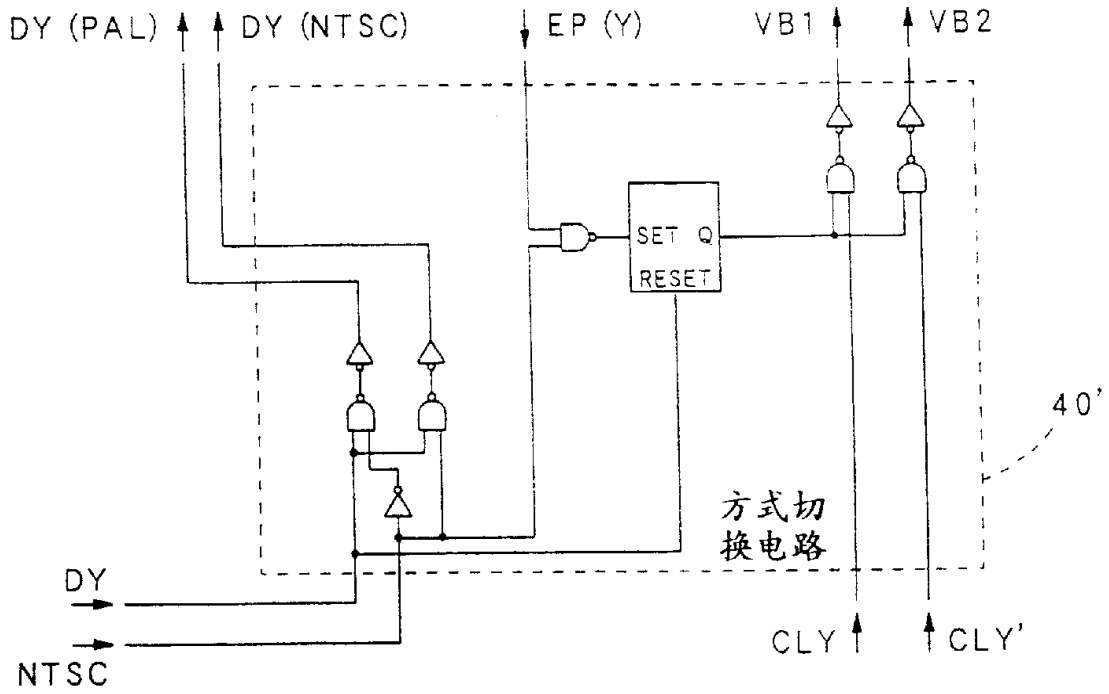 DY (PAL)
DY (NTSC)
EP (Y)
VB1
VB2
SET Q
RESET
40'
方式切
换电路
DY
NTSC
CLY
CLY'